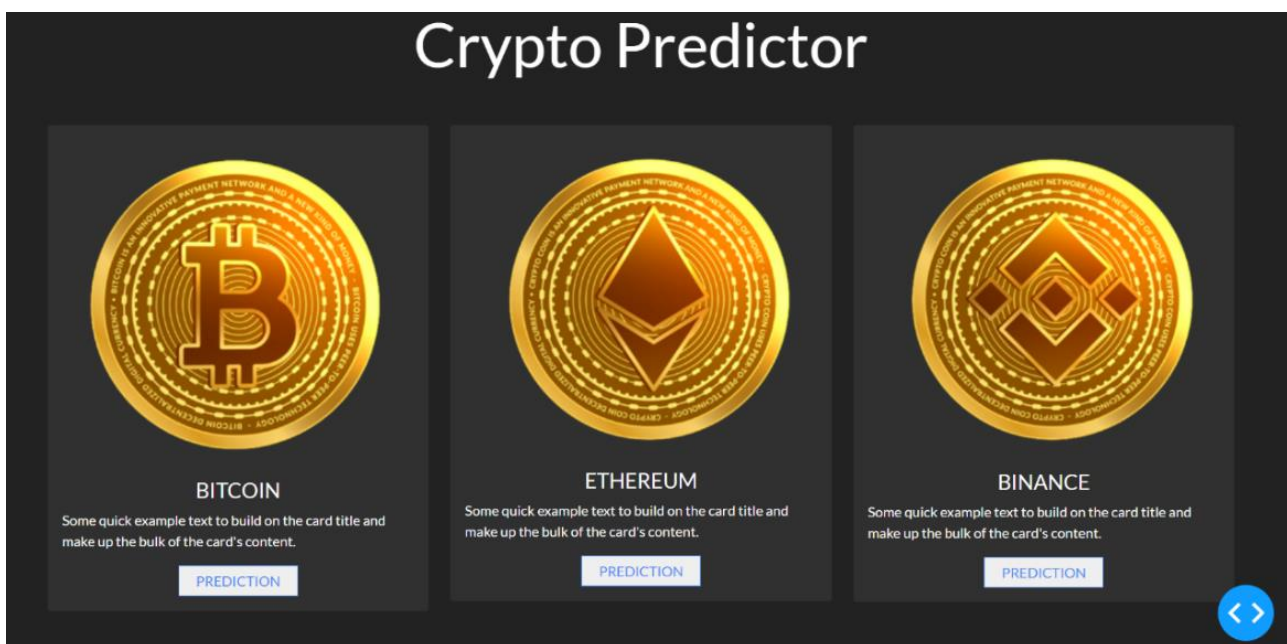 Crypto Predictor
BITCOIN
Some quick example text to build on the card title and
make up the bulk of the card's content.
PREDICTION
ETHEREUM
Some quick example text to build on the card title and
make up the bulk of the card's content.
PREDICTION
BINANCE
Some quick example text to build on the card title and
make up the bulk of the card's content.
PREDICTION